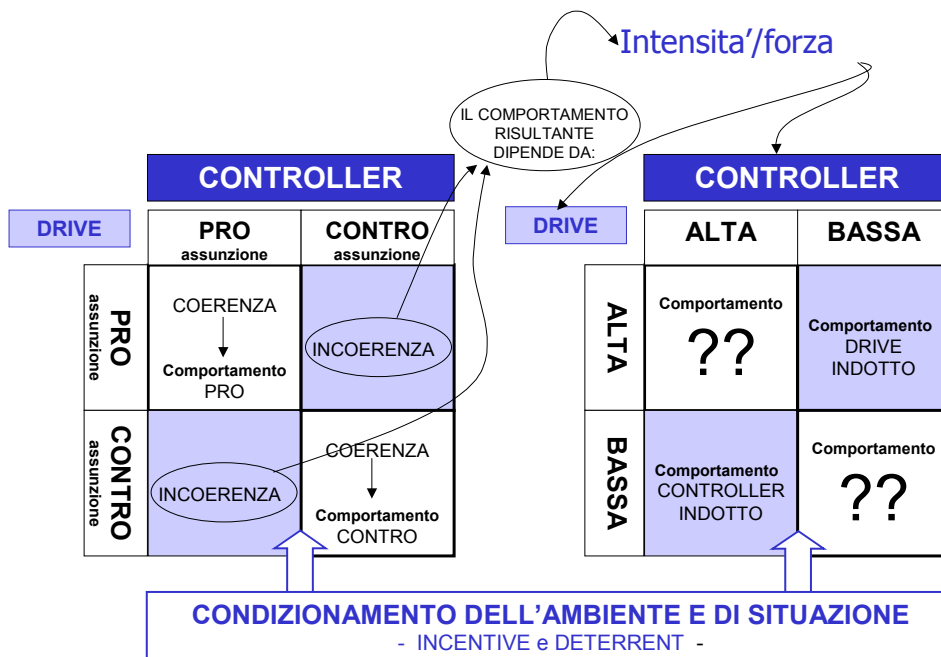 Intensita'/forza
IL COMPORTAMENTO
RISULTANTE
DIPENDE DA:
CONTROLLER
DRIVE
PRO
assunzione
CONTRO
assunzione
PRO
assunzione
COERENZA
Comportamento
PRO
INCOERENZA
CONTRO
assunzione
INCOERENZA
COERENZA
Comportamento
CONTRO
CONTROLLER
DRIVE
ALTA
BASSA
ALTA
Comportamento
??
Comportamento
DRIVE
INDOTTO
BASSA
Comportamento
CONTROLLER
INDOTTO
Comportamento
??
CONDIZIONAMENTO DELL'AMBIENTE E DI SITUAZIONE
- INCENTIVE e DETERRENT -